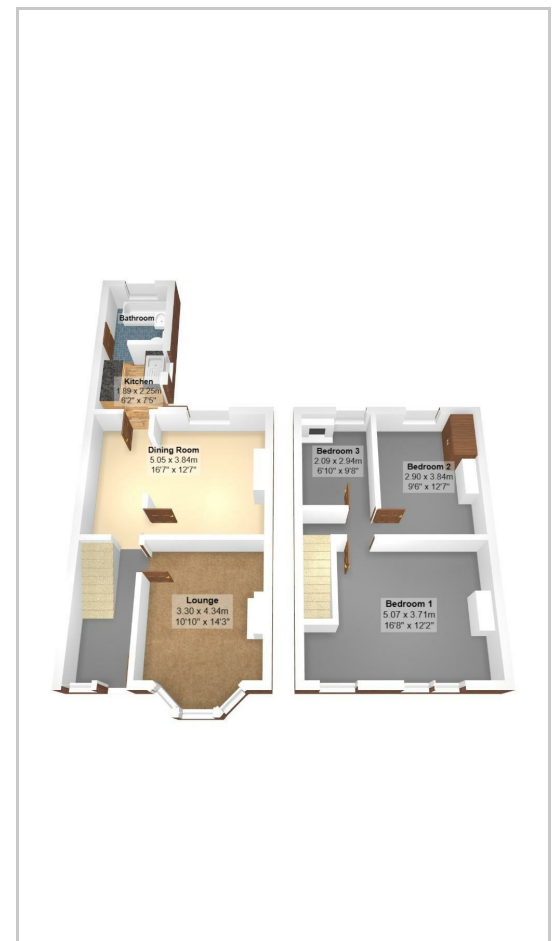 Bathroom
Kitchen
1.89 x 2.25m
6'2" x 7'5"
Dining Room
5.05 x 3.84m
16'7" x 12'7"
Lounge
3.30 x 4.34m
10'10" x 14'3"
Bedroom 3
2.09 x 2.94m
6'10" x 9'8"
Bedroom 2
2.90 x 3.84m
9'6" x 12'7"
Bedroom 1
5.07 x 3.71m
16'8" x 12'2"